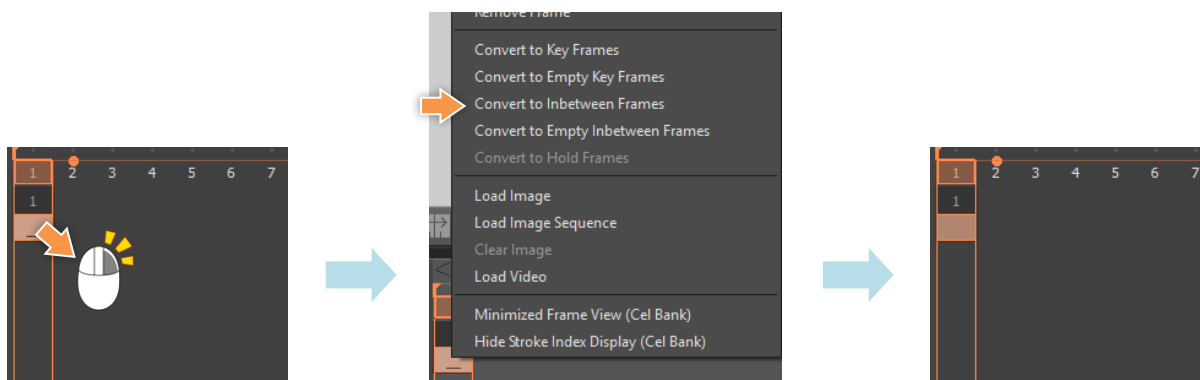 1 2 3 4 5 6 7
1
Remove Frame
Convert to Key Frames
Convert to Empty Key Frames
Convert to Inbetween Frames
Convert to Empty Inbetween Frames
Convert to Hold Frames
Load Image
Load Image Sequence
Clear Image
Load Video
Minimized Frame View (Cel Bank)
Hide Stroke Index Display (Cel Bank)
1 2 3 4 5 6 7
1